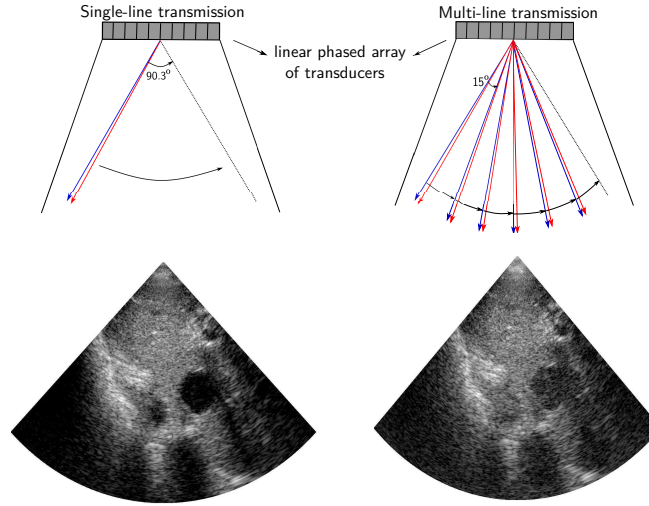 Single-line transmission
Multi-line transmission
linear phased array
of transducers
90.3°
15°